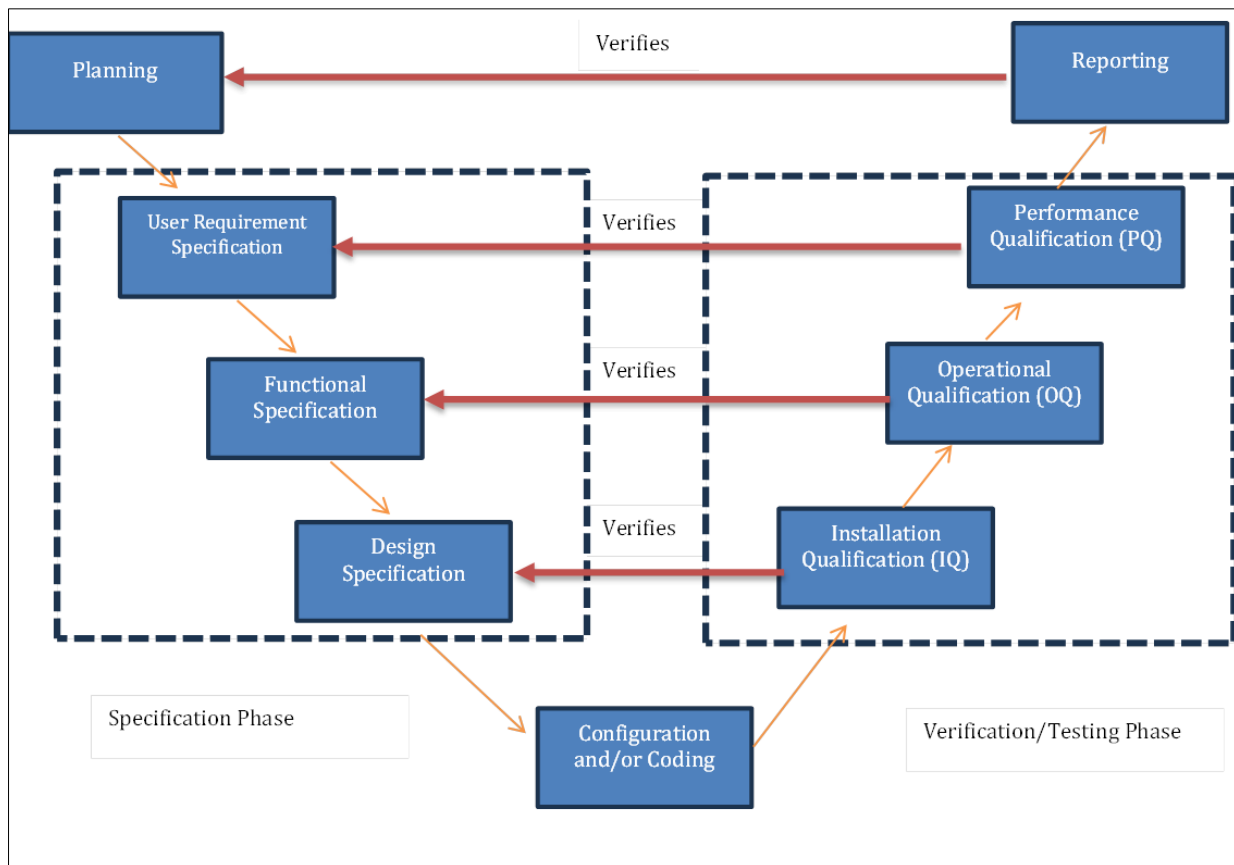 Planning
Verifies
Reporting
User Requirement
Specification
Verifies
Performance
Qualification (PQ)
Functional
Specification
Verifies
Operational
Qualification (OQ)
Design
Specification
Verifies
Installation
Qualification (IQ)
Specification Phase
Configuration
and/or Coding
Verification/Testing Phase